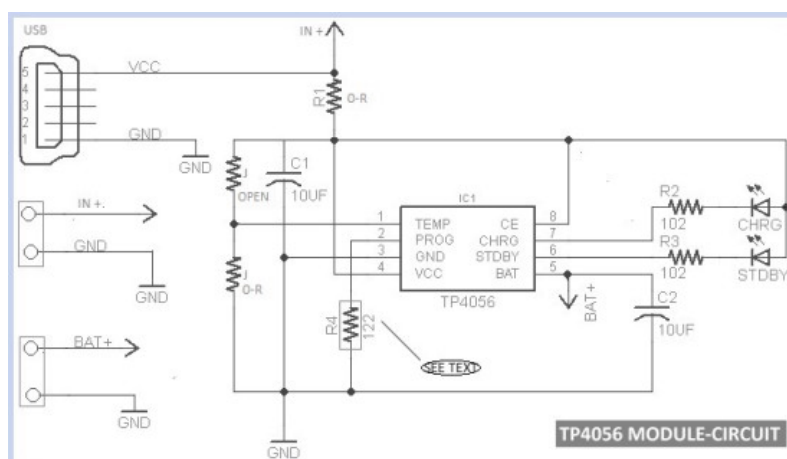 USB
5
4
3
2
1
VCC
GND
GND
IN +
R1
O-R
IN +.
GND
GND
BAT+
GND
J
OPEN
J
O-R
C1
10UF
IC1
1 TEMP CE 8
2 PROG CHRG 7
3 GND STDBY 6
4 VCC BAT 5
TP4056
R4
122
SEE TEXT
GND
R2
102
R3
102
CHRG
STDBY
BAT+
C2
10UF
TP4056 MODULE-CIRCUIT